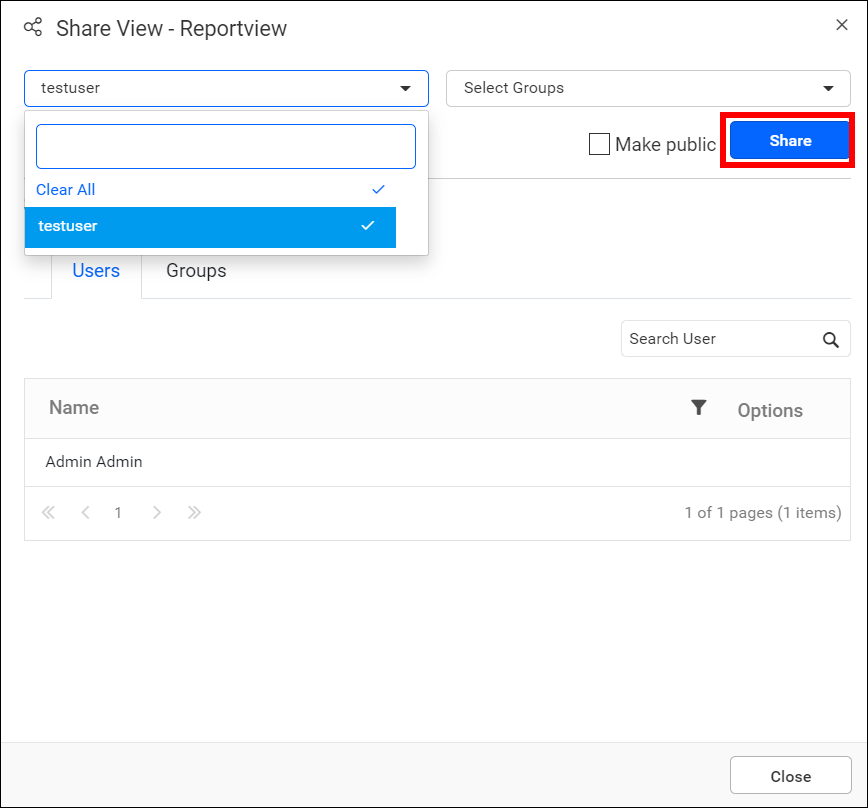 Share View - Reportview
testuser
Select Groups
Make public
Share
Clear All
testuser
Users
Groups
Search User
Name
Options
Admin Admin
1
1 of 1 pages (1 items)
Close